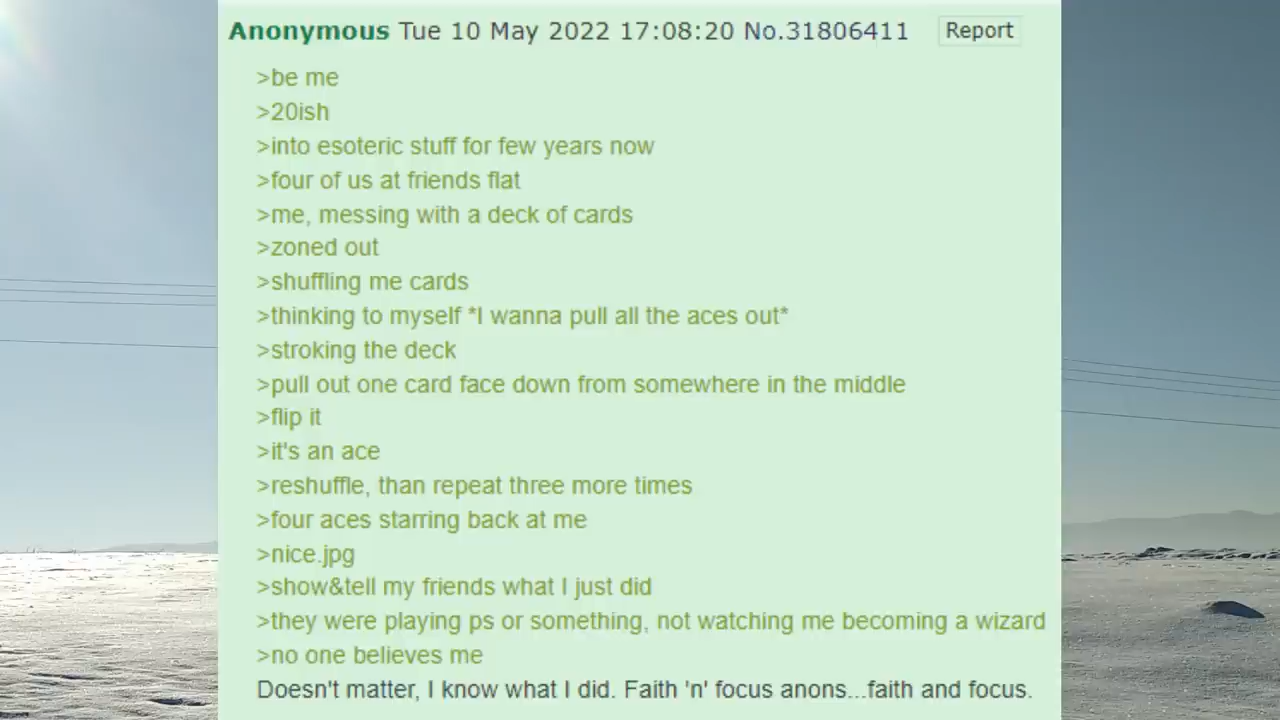 Anonymous Tue 10 May 2022 17:08:20 No.31806411 Report
>be me
>20ish
>into esoteric stuff for few years now
>four of us at friends flat
>me, messing with a deck of cards
>zoned out
>shuffling me cards
>thinking to myself *I wanna pull all the aces out*
>stroking the deck
>pull out one card face down from somewhere in the middle
>flip it
>it's an ace
>reshuffle, than repeat three more times
>four aces starring back at me
>nice.jpg
>show&tell my friends what I just did
>they were playing ps or something, not watching me becoming a wizard
>no one believes me
Doesn't matter, I know what I did. Faith 'n' focus anons...faith and focus.